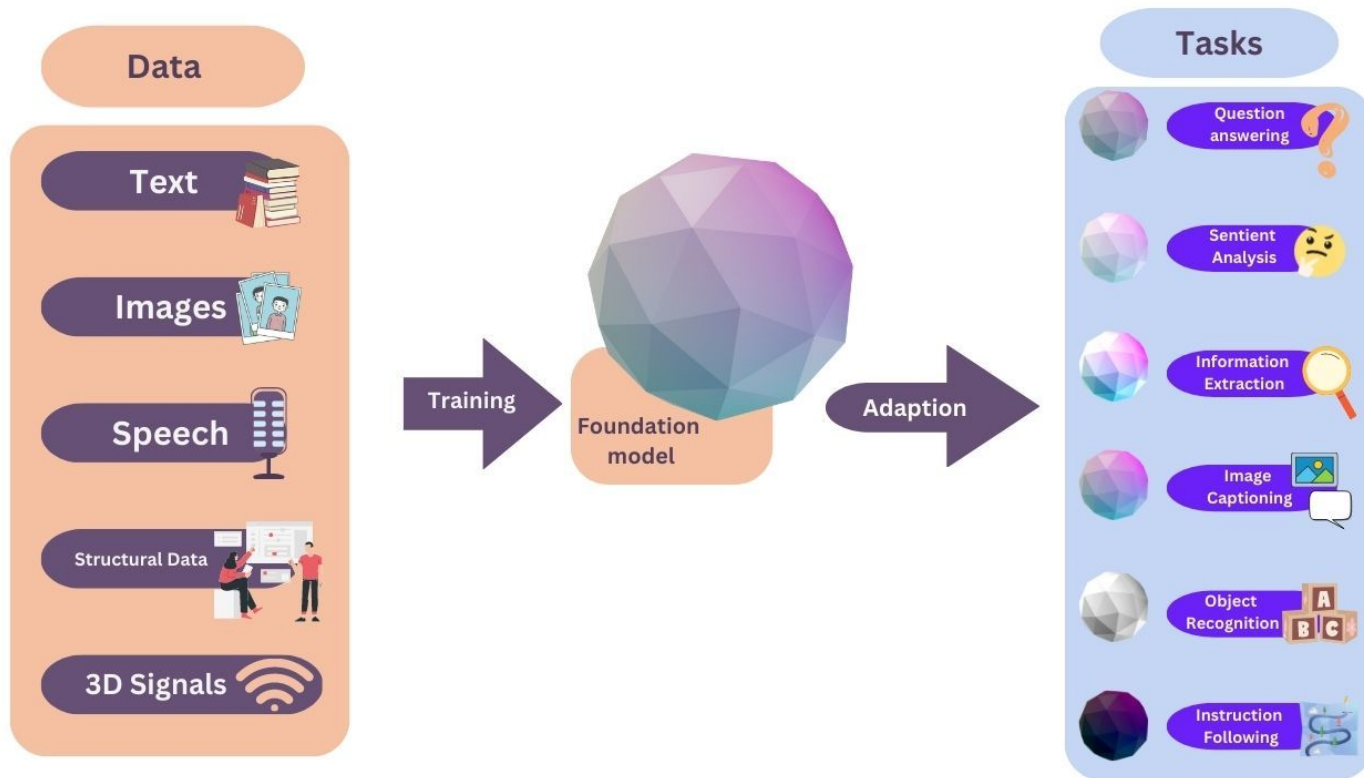 Data
Text
Images
Speech
Structural Data
3D Signals
Training
Foundation
model
Adaption
Tasks
Question
answering
Sentient
Analysis
Information
Extraction
Image
Captioning
Object
Recognition
A
B C
Instruction
Following